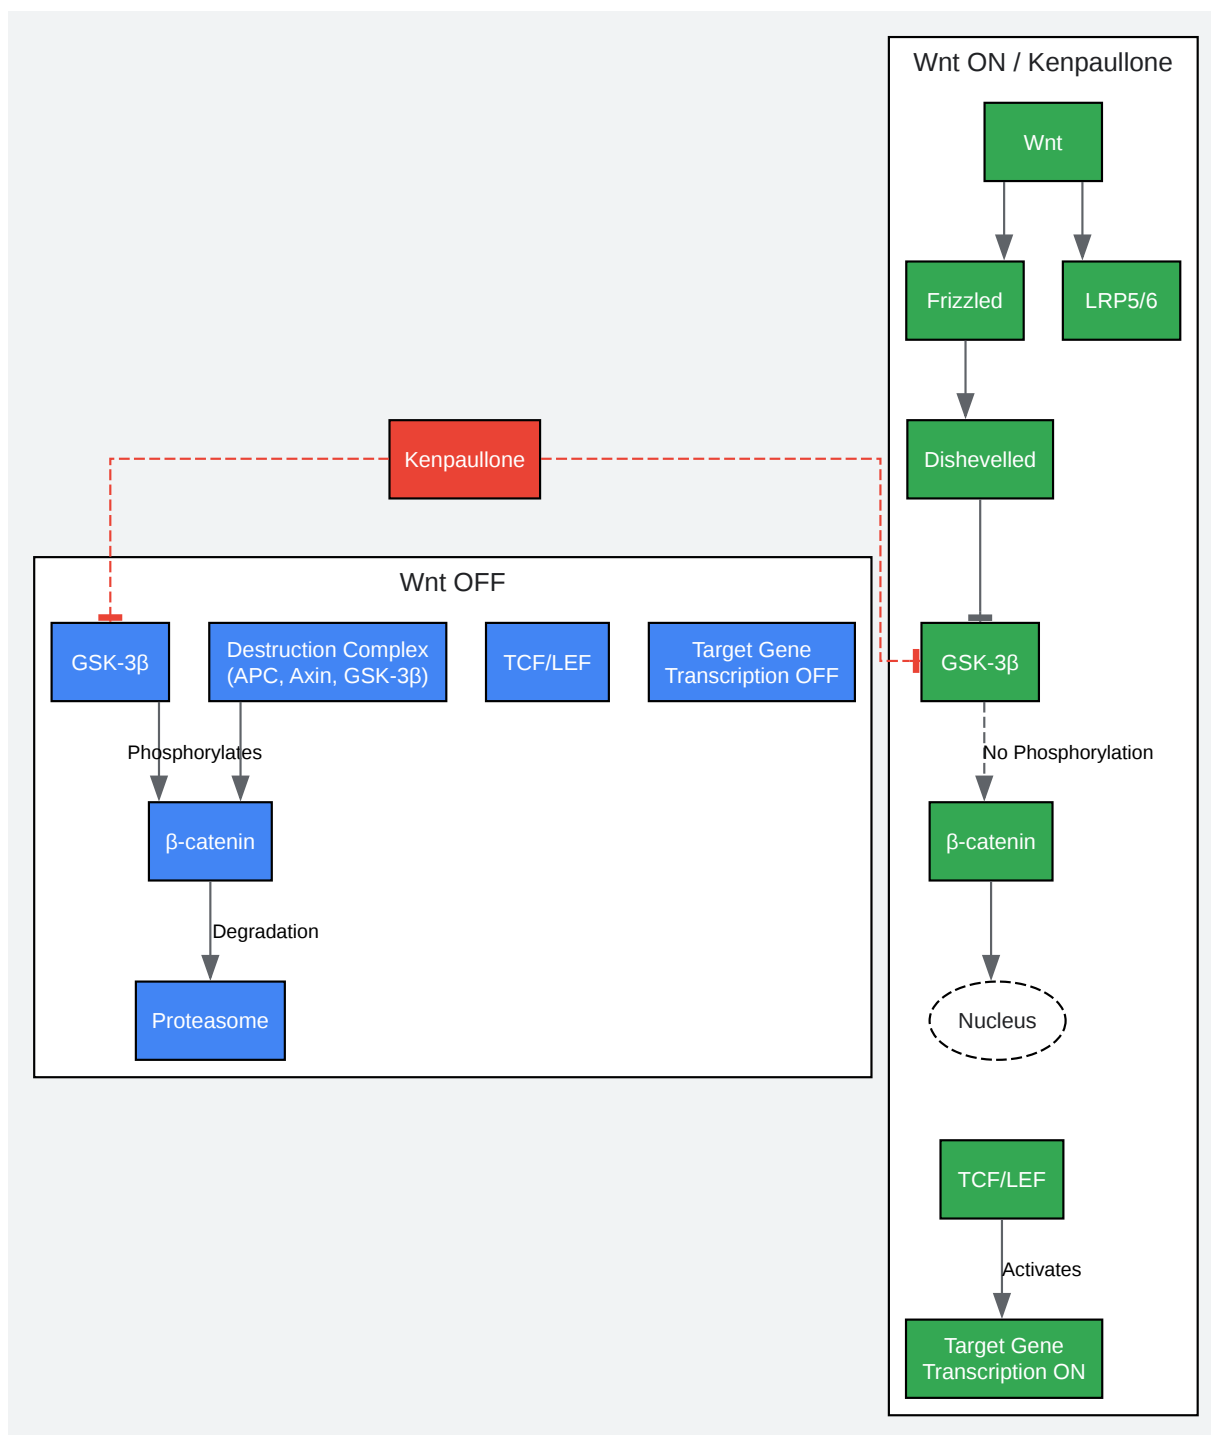 Wnt ON / Kenpaullone
Wnt
Frizzled
LRP5/6
Kenpaullone
Dishevelled
Wnt OFF
GSK-3β
Destruction Complex
(APC, Axin, GSK-3β)
TCF/LEF
Target Gene
Transcription OFF
GSK-3β
Phosphorylates
No Phosphorylation
β-catenin
β-catenin
Degradation
Proteasome
Nucleus
TCF/LEF
Activates
Target Gene
Transcription ON